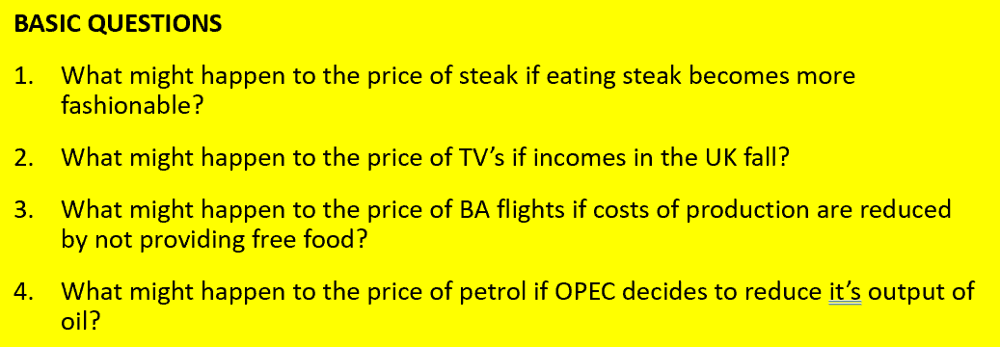 BASIC QUESTIONS
1. What might happen to the price of steak if eating steak becomes more
fashionable?
2. What might happen to the price of TV’s if incomes in the UK fall?
3. What might happen to the price of BA flights if costs of production are reduced
by not providing free food?
4. What might happen to the price of petrol if OPEC decides to reduce it’s output of
oil?